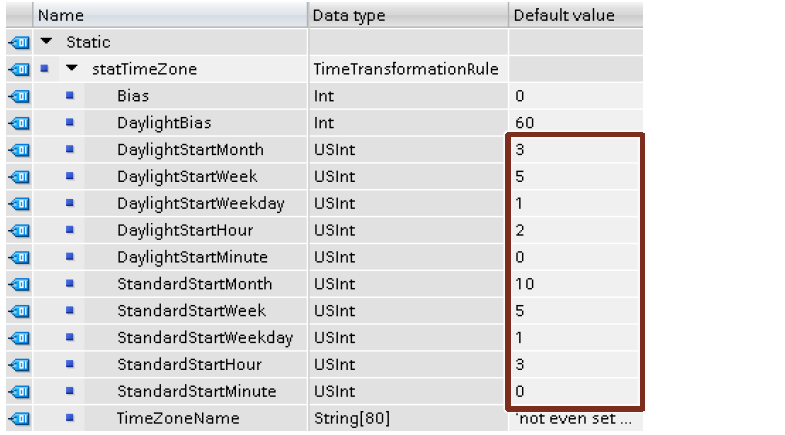 Name Data type Default value
Static
statTimeZone TimeTransformationRule
Bias Int 0
DaylightBias Int 60
DaylightStartMonth USInt 3
DaylightStartWeek USInt 5
DaylightStartWeekday USInt 1
DaylightStartHour USInt 2
DaylightStartMinute USInt 0
StandardStartMonth USInt 10
StandardStartWeek USInt 5
StandardStartWeekday USInt 1
StandardStartHour USInt 3
StandardStartMinute USInt 0
TimeZoneName String[80] 'not even set ...